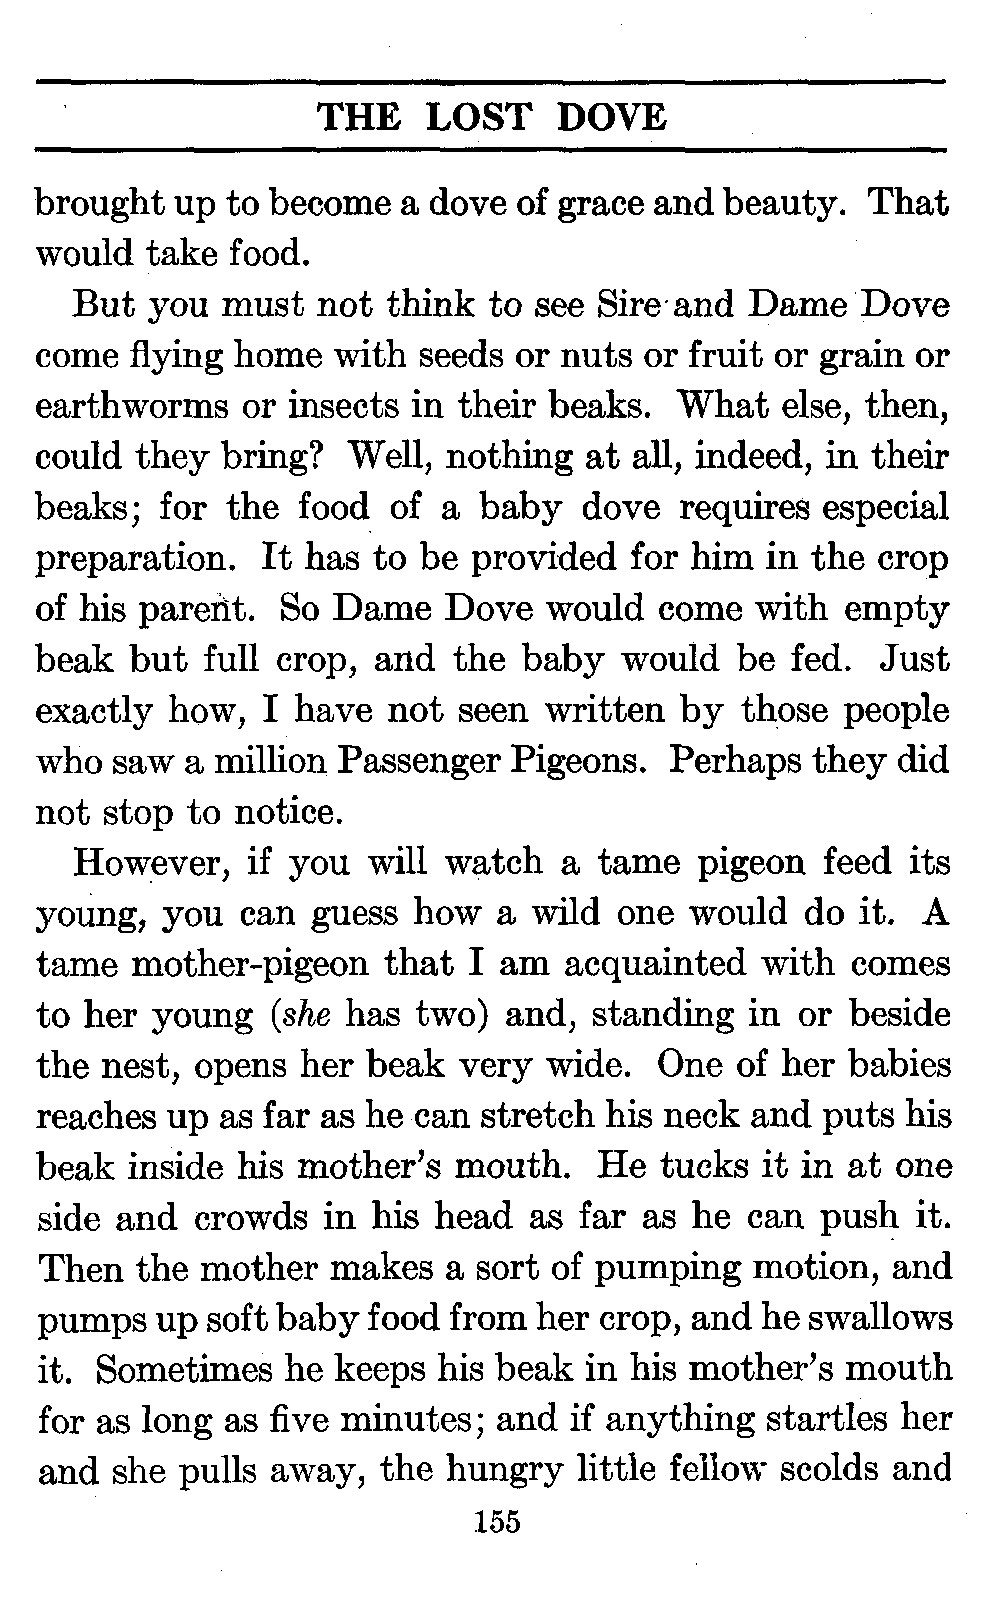 THE LOST DOVE
brought up to become a dove of grace and beauty. That
would take food.
But you must not think to see Sire and Dame Dove
come flying home with seeds or nuts or fruit or grain or
earthworms or insects in their beaks. What else, then,
could they bring? Well, nothing at all, indeed, in their
beaks; for the food of a baby dove requires especial
preparation. It has to be provided for him in the crop
of his parent. So Dame Dove would come with empty
beak but full crop, and the baby would be fed. Just
exactly how, I have not seen written by those people
who saw a million Passenger Pigeons. Perhaps they did
not stop to notice.
However, if you will watch a tame pigeon feed its
young, you can guess how a wild one would do it. A
tame mother-pigeon that I am acquainted with comes
to her young (she has two) and, standing in or beside
the nest, opens her beak very wide. One of her babies
reaches up as far as he can stretch his neck and puts his
beak inside his mother's mouth. He tucks it in at one
side and crowds in his head as far as he can push it.
Then the mother makes a sort of pumping motion, and
pumps up soft baby food from her crop, and he swallows
it. Sometimes he keeps his beak in his mother's mouth
for as long as five minutes; and if anything startles her
and she pulls away, the hungry little fellow scolds and
155